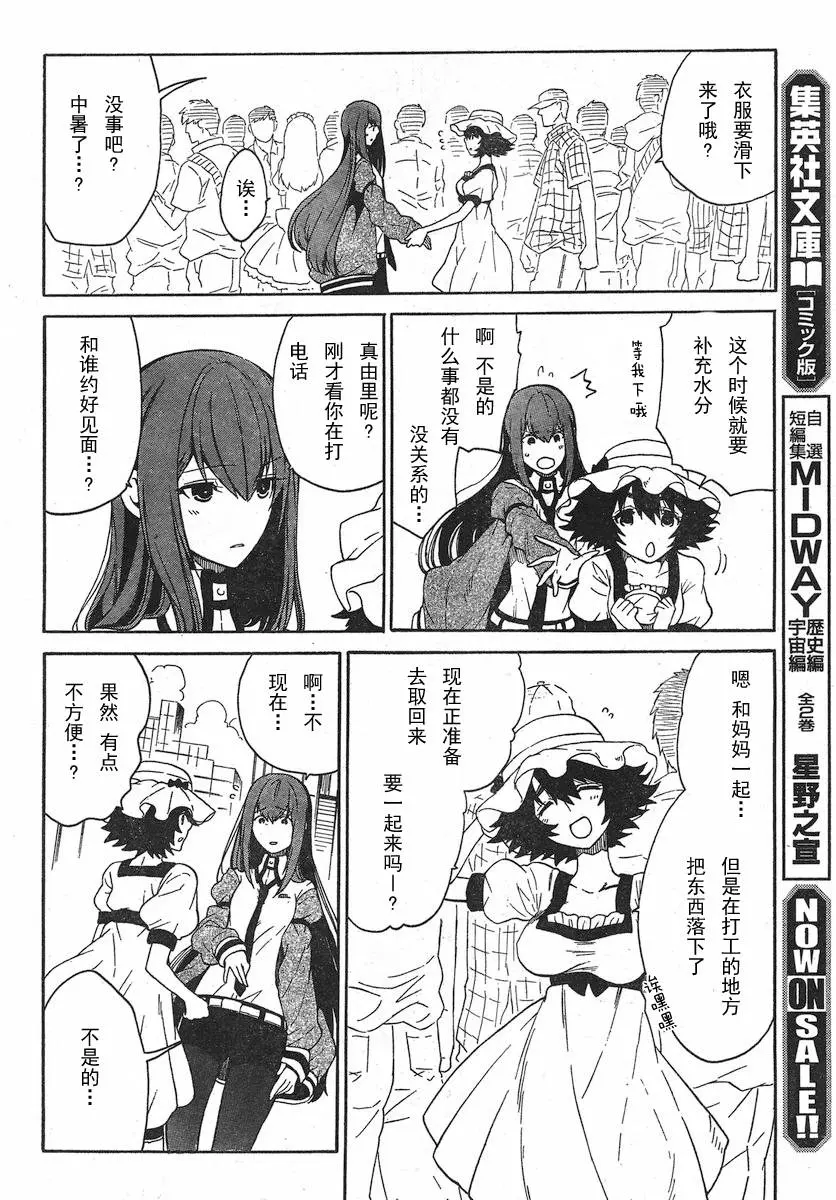 衣服要滑下
来了哦?
诶…
没事吧?
中暑了…?
这个时候就要
补充水分
等我下哦
啊 不是的
什么事都没有
没关系的…
真由里呢?
刚才看你在打
电话
和谁约好见面…?
嗯 和妈妈一起…
但是在打工的地方
把东西落下了
诶嘿嘿
现在正准备
去取回来
要一起来吗—?
啊…不
现在…
果然 有点
不方便…?
不是的…
集英社文庫
[コミック版]
自選
短編集
MIDWAY
歴史編
宇宙編
全2巻
星野之宣
NOW ON SALE!!